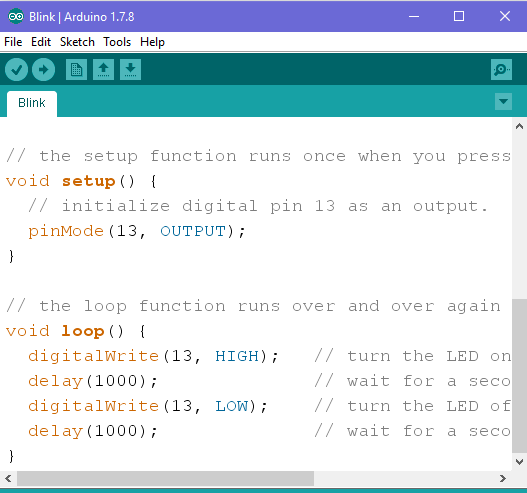 Blink | Arduino 1.7.8
File Edit Sketch Tools Help
Blink
// the setup function runs once when you press
void setup() {
  // initialize digital pin 13 as an output.
  pinMode(13, OUTPUT);
}
// the loop function runs over and over again
void loop() {
  digitalWrite(13, HIGH);   // turn the LED on
  delay(1000);              // wait for a seco
  digitalWrite(13, LOW);    // turn the LED of
  delay(1000);              // wait for a seco
}